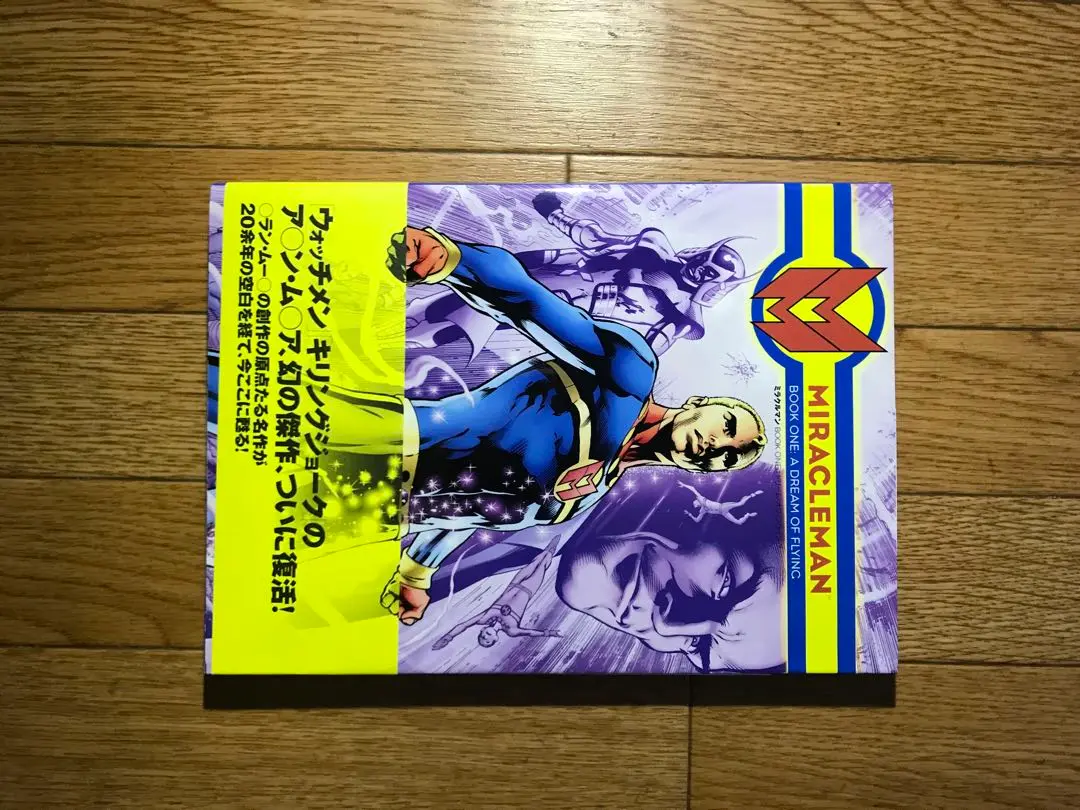 MIRACLEMAN
BOOK ONE: A DREAM OF FLYING
ミラクルマン BOOK ONE:
『ウォッチメン』『キリングジョーク』の
ア○ン・ム○ア、幻の傑作、ついに復活!
○ラン・ムー○の創作の原点たる名作が
20余年の空白を経て、今ここに甦る!